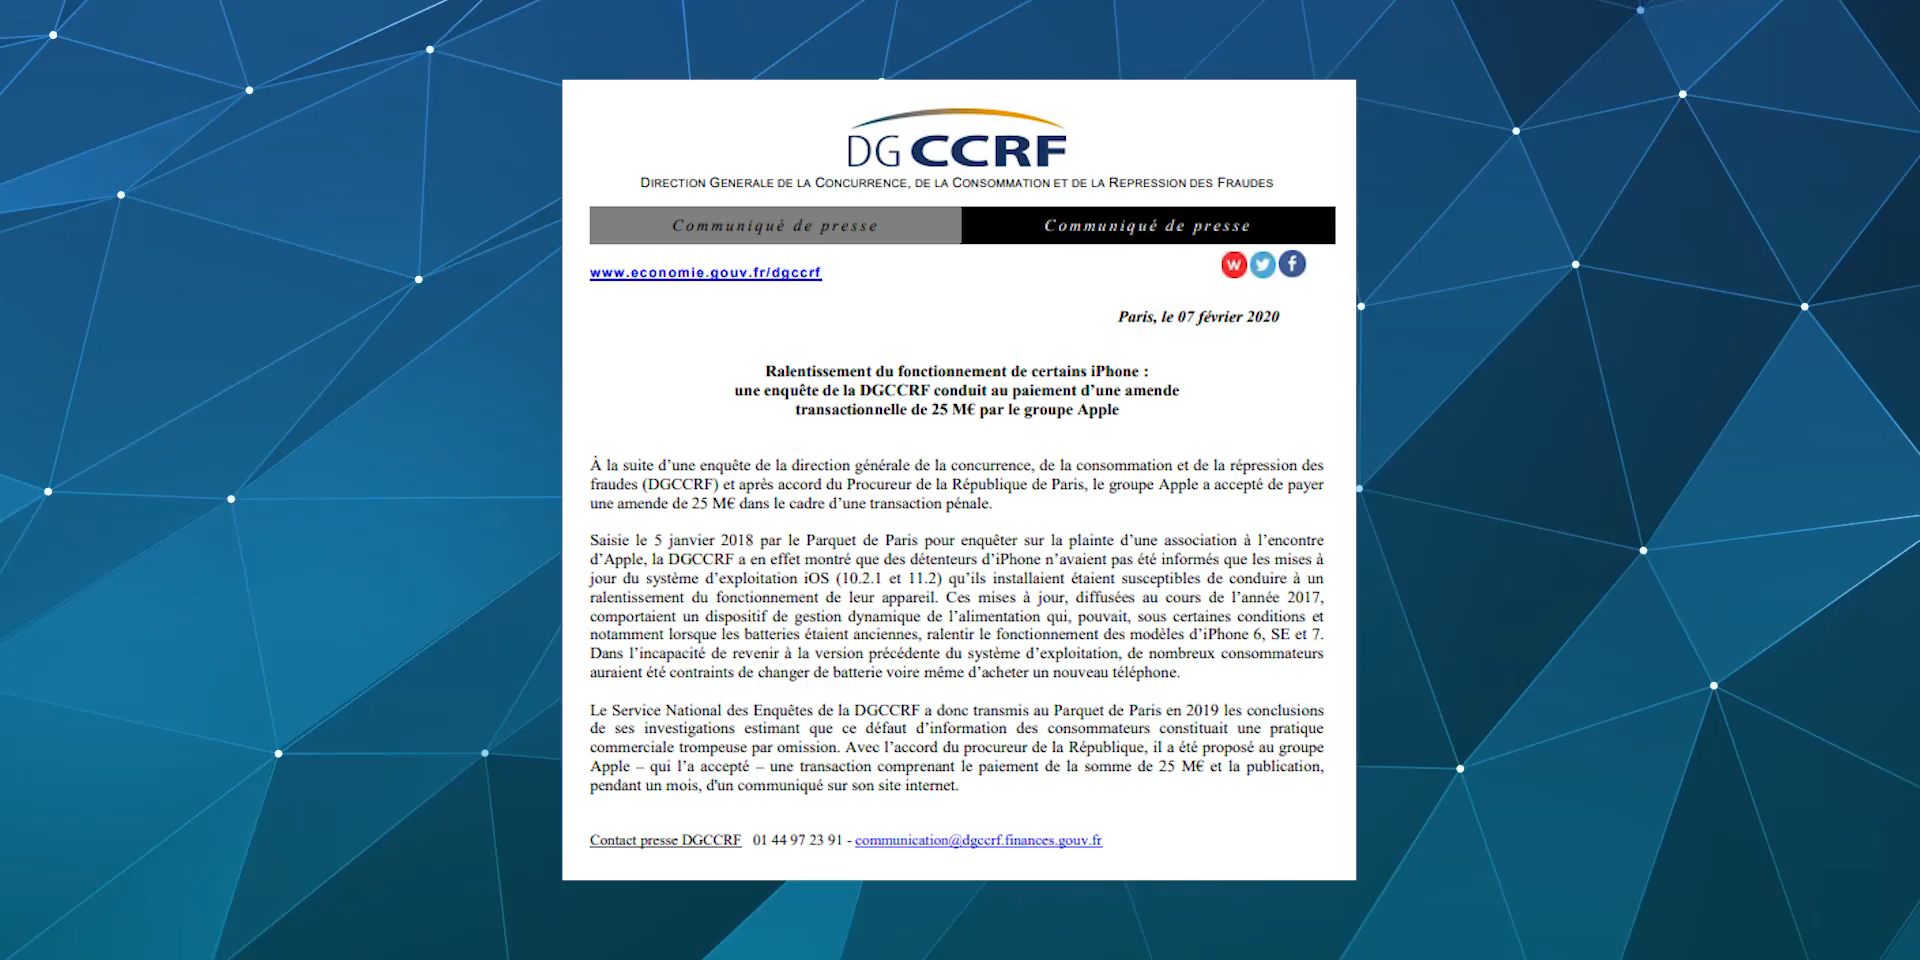 DG CCRF
DIRECTION GENERALE DE LA CONCURRENCE, DE LA CONSOMMATION ET DE LA REPRESSION DES FRAUDES
Communiqué de presse Communiqué de presse
www.economie.gouv.fr/dgccrf
Paris, le 07 février 2020
Ralentissement du fonctionnement de certains iPhone :
une enquête de la DGCCRF conduit au paiement d’une amende
transactionnelle de 25 M€ par le groupe Apple
À la suite d’une enquête de la direction générale de la concurrence, de la consommation et de la répression des
fraudes (DGCCRF) et après accord du Procureur de la République de Paris, le groupe Apple a accepté de payer
une amende de 25 M€ dans le cadre d’une transaction pénale.
Saisie le 5 janvier 2018 par le Parquet de Paris pour enquêter sur la plainte d’une association à l’encontre
d’Apple, la DGCCRF a en effet montré que des détenteurs d’iPhone n’avaient pas été informés que les mises à
jour du système d’exploitation iOS (10.2.1 et 11.2) qu’ils installaient étaient susceptibles de conduire à un
ralentissement du fonctionnement de leur appareil. Ces mises à jour, diffusées au cours de l’année 2017,
comportaient un dispositif de gestion dynamique de l’alimentation qui, pouvait, sous certaines conditions et
notamment lorsque les batteries étaient anciennes, ralentir le fonctionnement des modèles d’iPhone 6, SE et 7.
Dans l’incapacité de revenir à la version précédente du système d’exploitation, de nombreux consommateurs
auraient été contraints de changer de batterie voire même d’acheter un nouveau téléphone.
Le Service National des Enquêtes de la DGCCRF a donc transmis au Parquet de Paris en 2019 les conclusions
de ses investigations estimant que ce défaut d’information des consommateurs constituait une pratique
commerciale trompeuse par omission. Avec l’accord du procureur de la République, il a été proposé au groupe
Apple – qui l’a accepté – une transaction comprenant le paiement de la somme de 25 M€ et la publication,
pendant un mois, d'un communiqué sur son site internet.
Contact presse DGCCRF 01 44 97 23 91 - communication@dgccrf.finances.gouv.fr